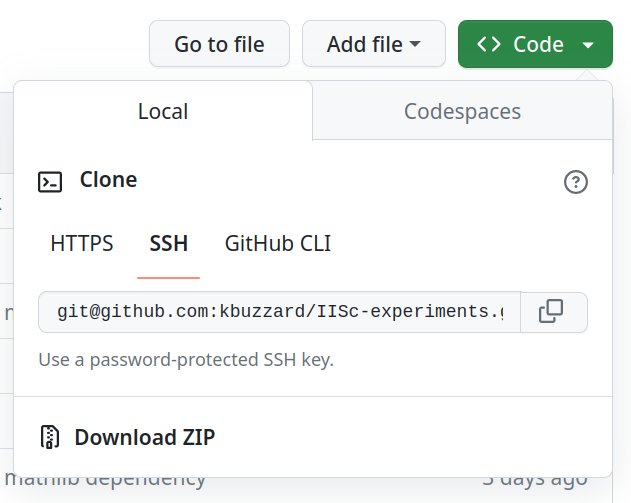 Go to file
Add file
<> Code
Local
Codespaces
Clone
HTTPS
SSH
GitHub CLI
git@github.com:kbuzzard/IISc-experiments.g
Use a password-protected SSH key.
Download ZIP
mathlib dependency
5 days ago